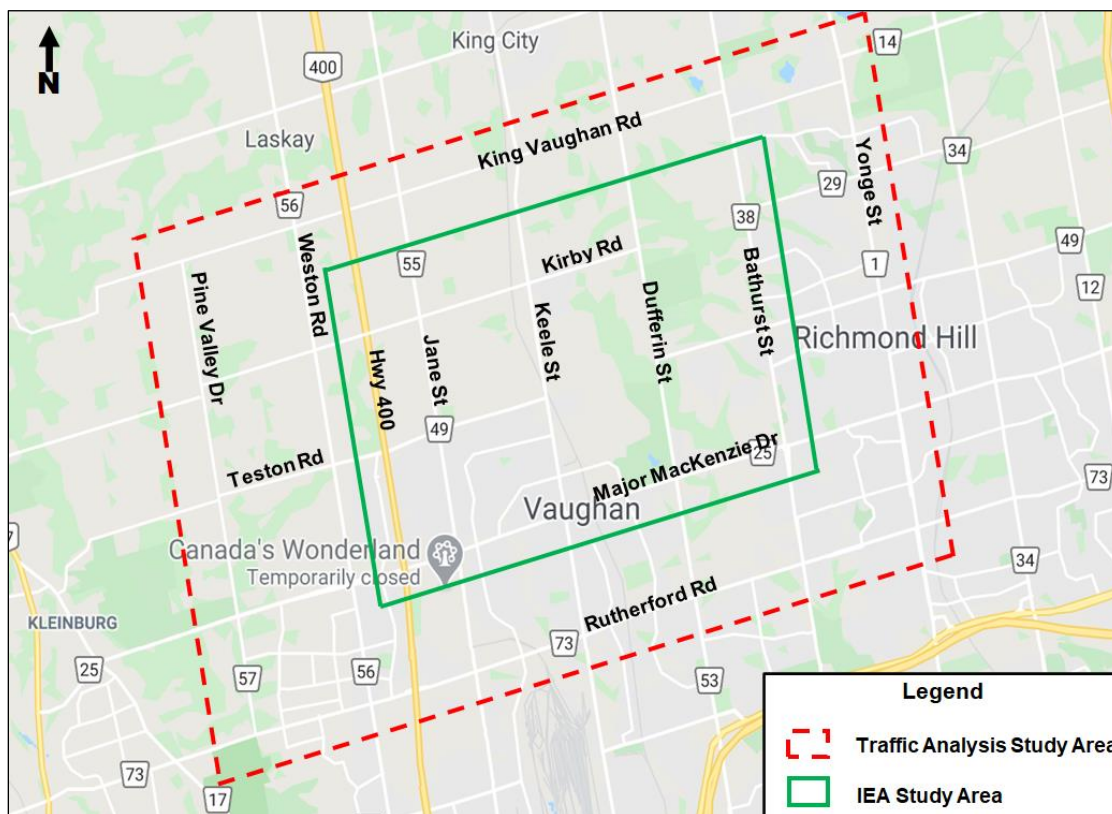 N
400
King City
14
Laskay
King Vaughan Rd
Yonge St
34
29
56
38
Weston Rd
55
Kirby Rd
Bathurst St
49
1
12
Pine Valley Dr
Keele St
Dufferin St
Richmond Hill
Jane St
Hwy 400
49
Teston Rd
Major MacKenzie Dr
25
73
Vaughan
Canada's Wonderland
Temporarily closed
7
34
Rutherford Rd
KLEINBURG
73
25
57
56
53
73
17
Legend
Traffic Analysis Study Area
IEA Study Area